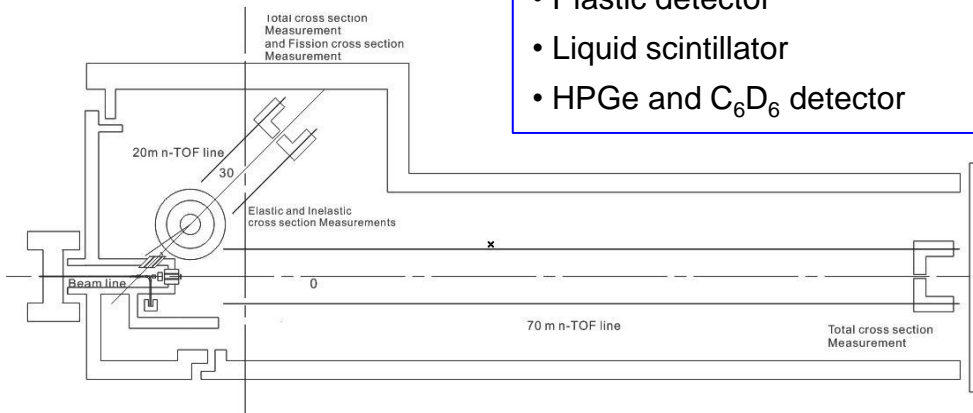 Total cross section
Measurement
and Fission cross section
Measurement
• Plastic detector
• Liquid scintillator
• HPGe and C₆D₆ detector
20m n-TOF line
30
Elastic and Inelastic
cross section Measurements
Beam line
0
70 m n-TOF line
Total cross section
Measurement